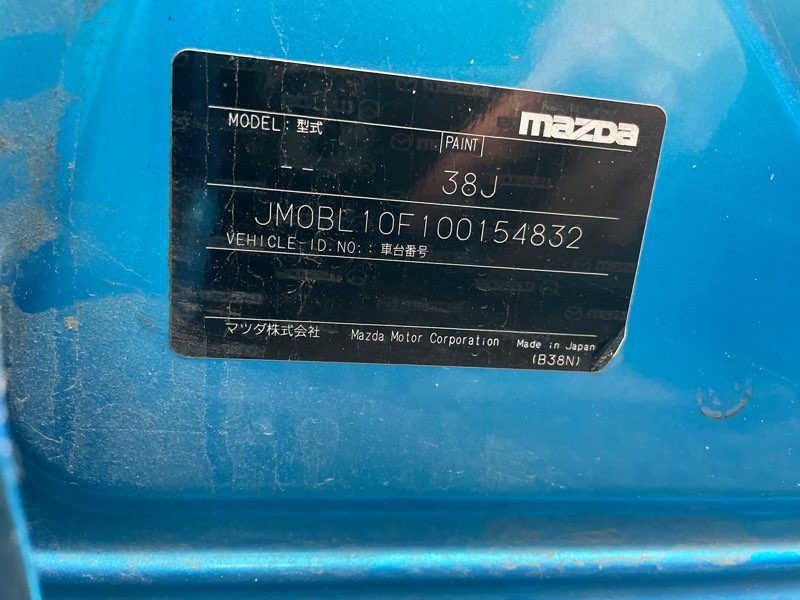 mazda
MODEL: 型式
PAINT
- -
38J
JM0BL10F100154832
VEHICLE-ID.NO.: 車台番号
マツダ株式会社 Mazda Motor Corporation Made in Japan
(B38N)